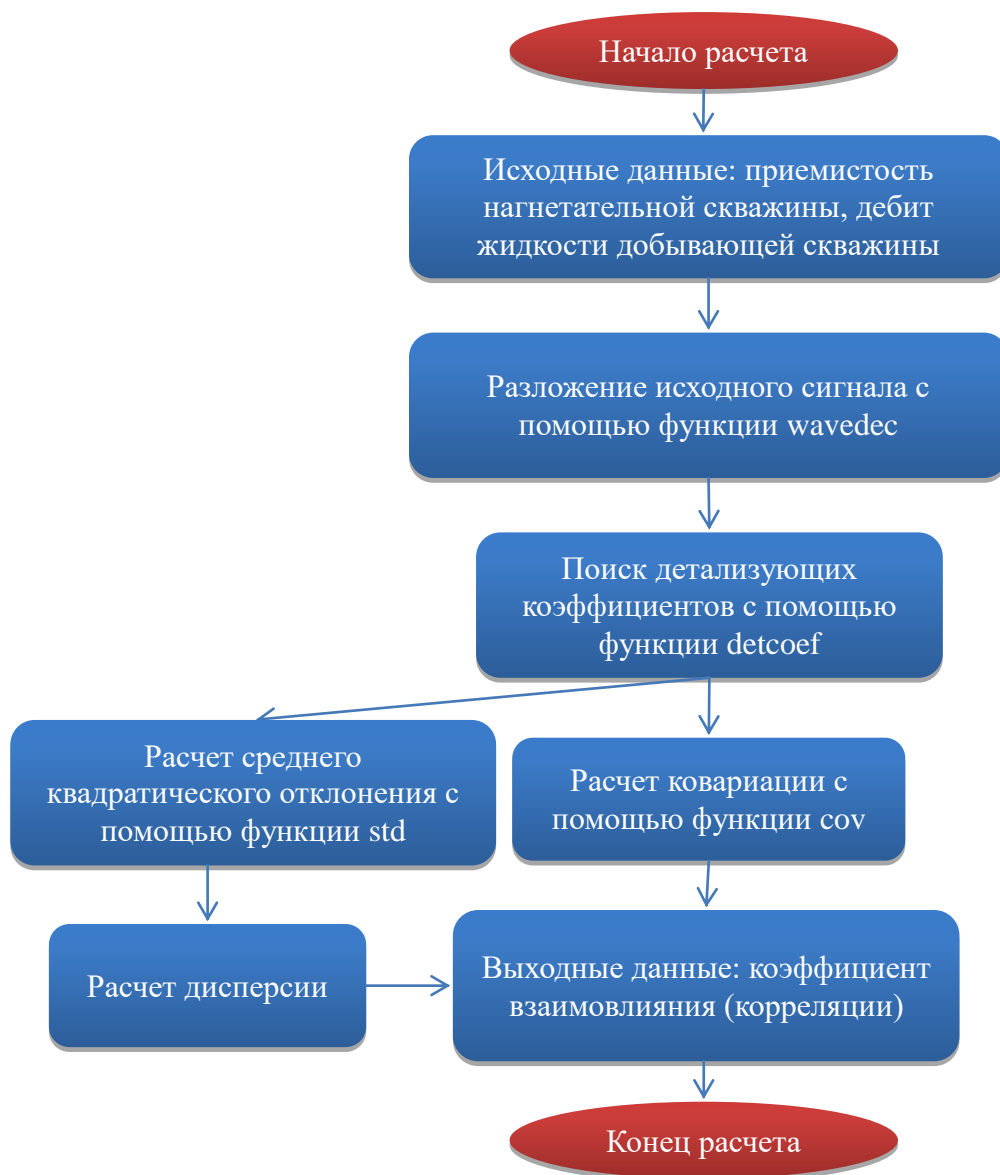 Начало расчета
Исходные данные: приемистость
нагнетательной скважины, дебит
жидкости добывающей скважины
Разложение исходного сигнала с
помощью функции wavedec
Поиск детализующих
коэффициентов с помощью
функции detcoef
Расчет среднего
квадратического отклонения с
помощью функции std
Расчет ковариации с
помощью функции cov
Расчет дисперсии
Выходные данные: коэффициент
взаимовлияния (корреляции)
Конец расчета